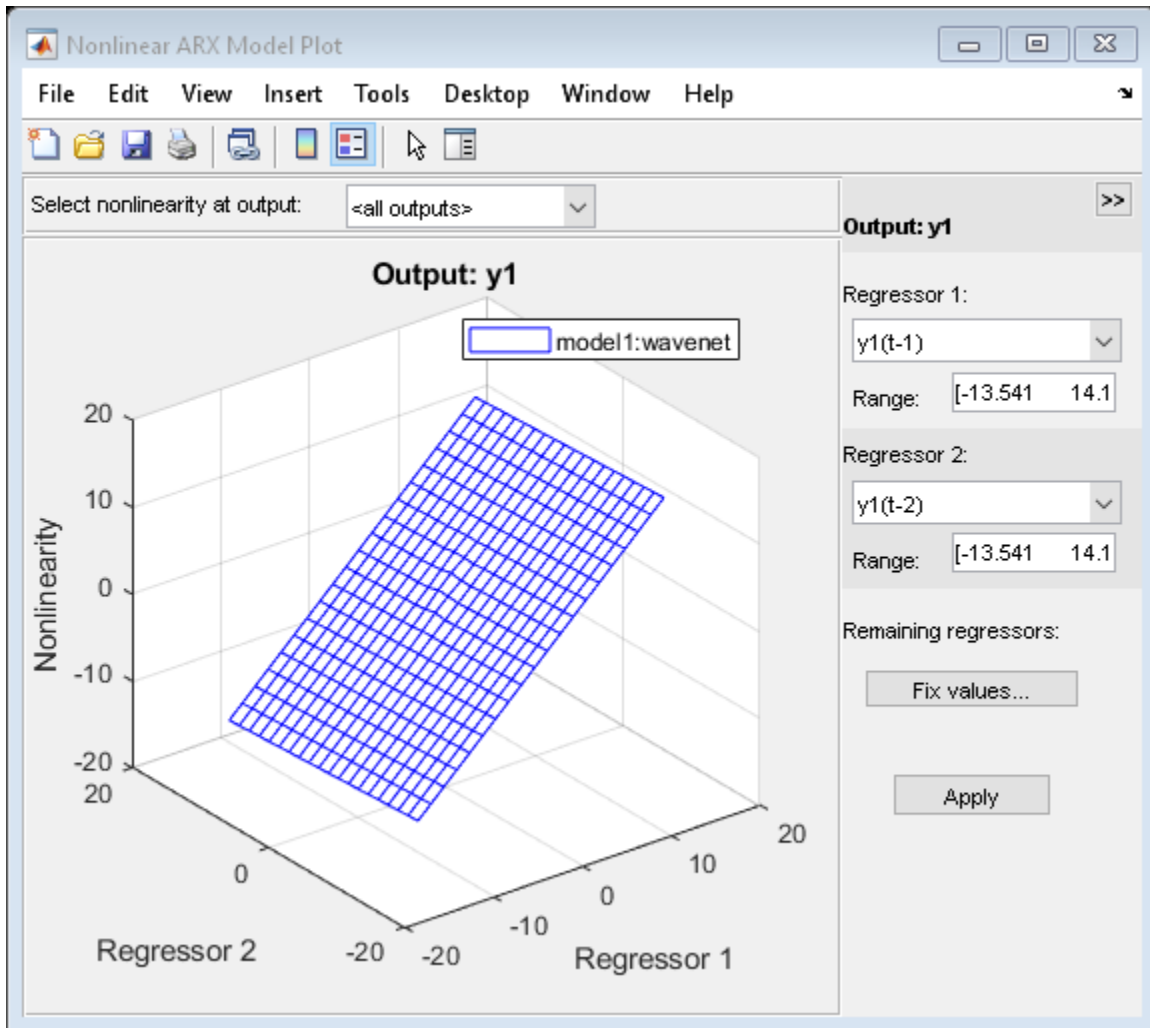 Nonlinear ARX Model Plot
File Edit View Insert Tools Desktop Window Help
Select nonlinearity at output: <all outputs>
>>
Output: y1
Output: y1
model1:wavenet
Nonlinearity
20
10
0
-10
-20
20
0
-20
Regressor 2
-20
-10
0
10
20
Regressor 1
Regressor 1:
y1(t-1)
Range: [-13.541 14.1
Regressor 2:
y1(t-2)
Range: [-13.541 14.1
Remaining regressors:
Fix values...
Apply